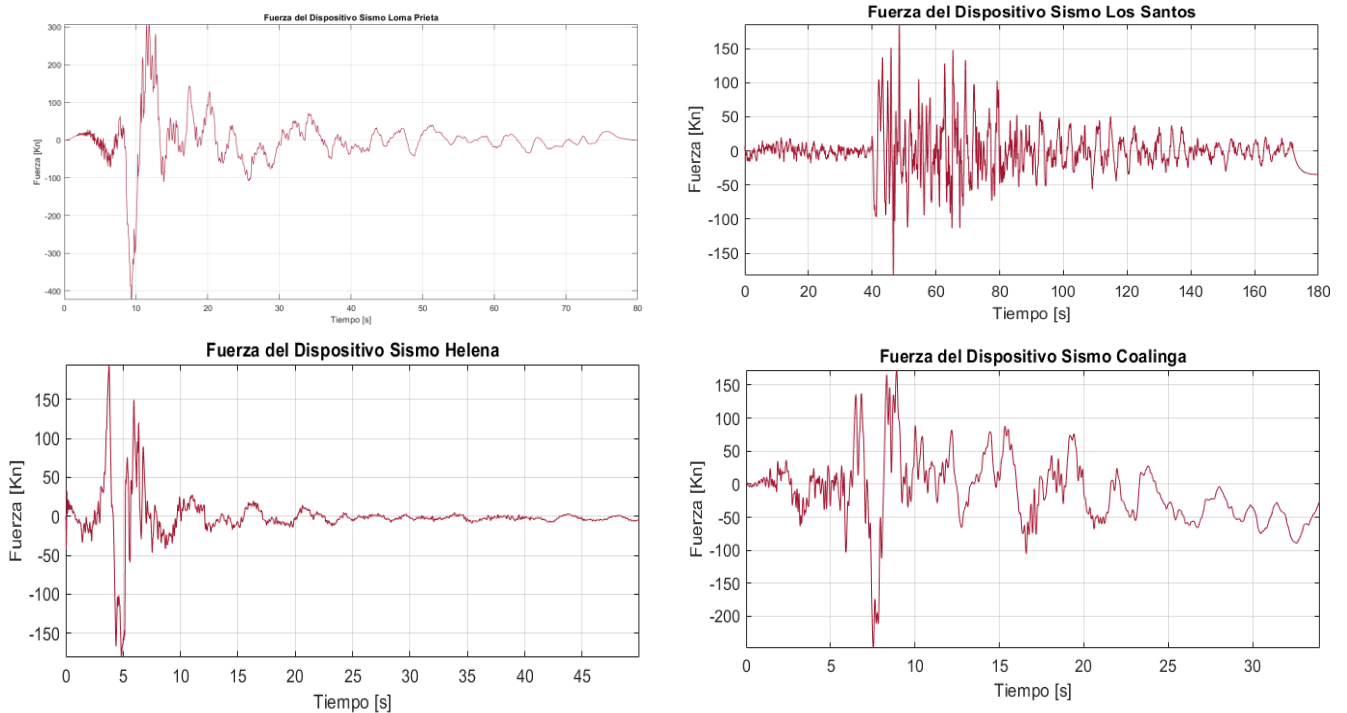 Fuerza del Dispositivo Sismo Loma Prieta
Fuerza [Kn]
300
200
100
0
-100
-200
-300
-400
0 10 20 30 40 50 60 70 80
Tiempo [s]
Fuerza del Dispositivo Sismo Los Santos
Fuerza [Kn]
150
100
50
0
-50
-100
-150
0 20 40 60 80 100 120 140 160 180
Tiempo [s]
Fuerza del Dispositivo Sismo Helena
Fuerza [Kn]
150
100
50
0
-50
-100
-150
0 5 10 15 20 25 30 35 40 45
Tiempo [s]
Fuerza del Dispositivo Sismo Coalinga
Fuerza [Kn]
150
100
50
0
-50
-100
-150
-200
0 5 10 15 20 25 30
Tiempo [s]